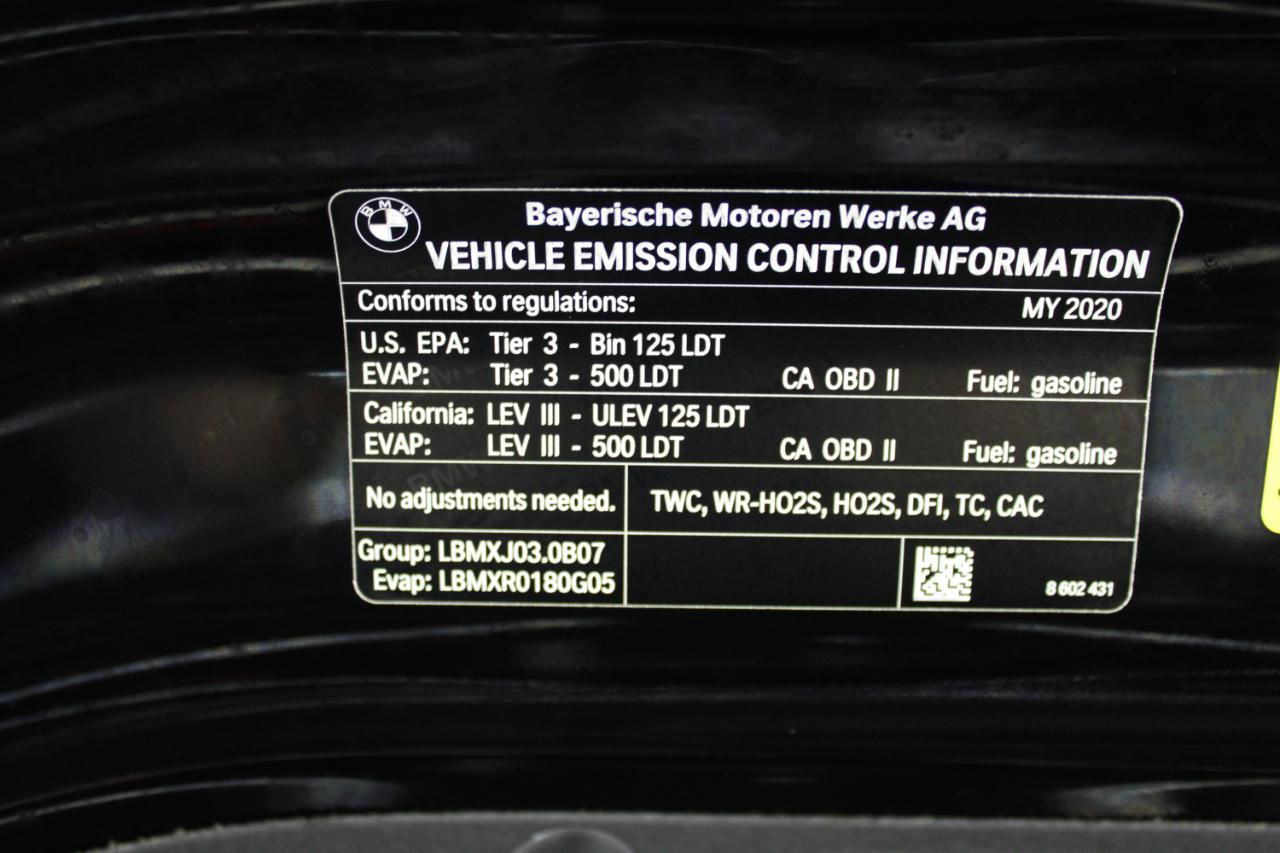 BMW
Bayerische Motoren Werke AG
VEHICLE EMISSION CONTROL INFORMATION
Conforms to regulations: MY 2020
U.S. EPA: Tier 3 - Bin 125 LDT
EVAP: Tier 3 - 500 LDT CA OBD II Fuel: gasoline
California: LEV III - ULEV 125 LDT
EVAP: LEV III - 500 LDT CA OBD II Fuel: gasoline
No adjustments needed. TWC, WR-HO2S, HO2S, DFI, TC, CAC
Group: LBMXJ03.0B07
Evap: LBMXR0180G05
8 602 431